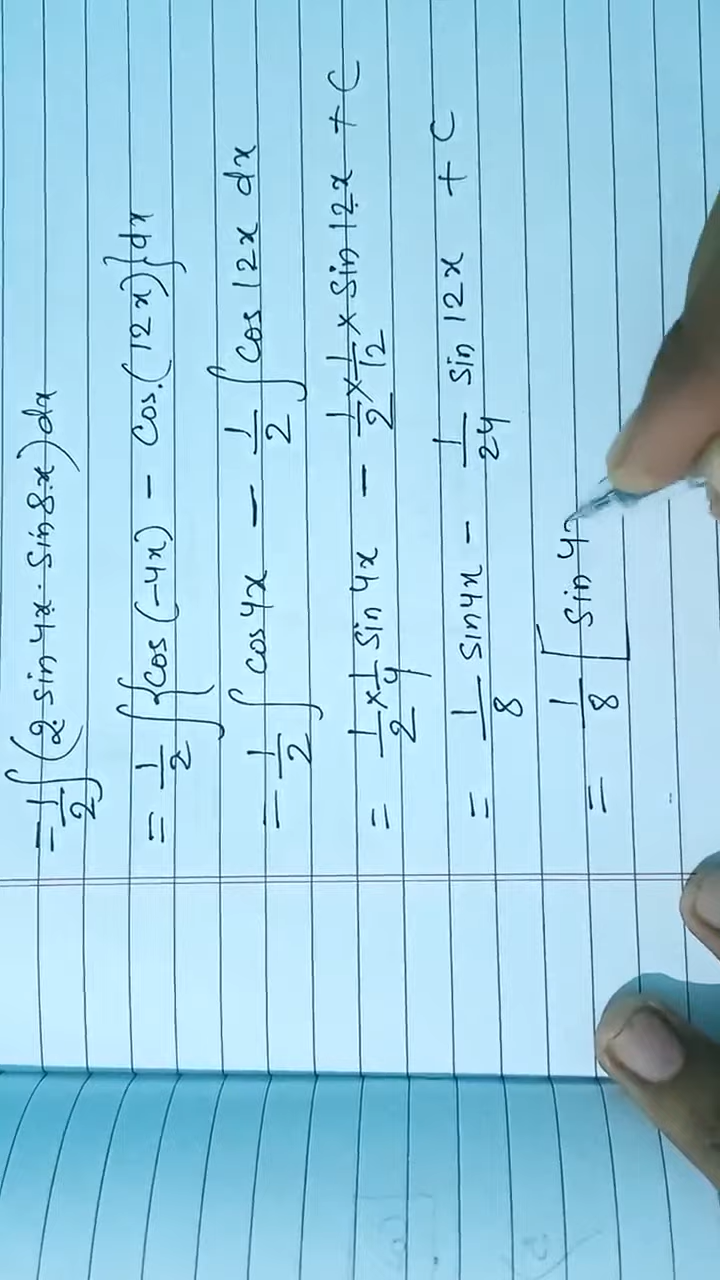 = 1/2 ∫(2 sin 4x · sin 8x) dx
= 1/2 ∫{cos (-4x) - cos (12x)} dx
= 1/2 ∫ cos 4x - 1/2 ∫ cos 12x dx
= 1/2 × 1/4 sin 4x - 1/2 × 1/12 × sin 12x + C
= 1/8 sin 4x - 1/24 sin 12x + C
= 1/8 [ sin 4